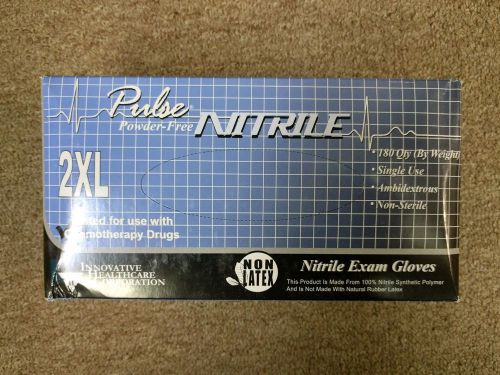 Pulse®
Powder-Free
NITRILE
2XL
• 180 Qty (By Weight)
• Single Use
• Ambidextrous
• Non-Sterile
ted for use with
emotherapy Drugs
INNOVATIVE
HEALTHCARE
CORPORATION
NON
LATEX
Nitrile Exam Gloves
This Product Is Made From 100% Nitrile Synthetic Polymer
And Is Not Made With Natural Rubber Latex